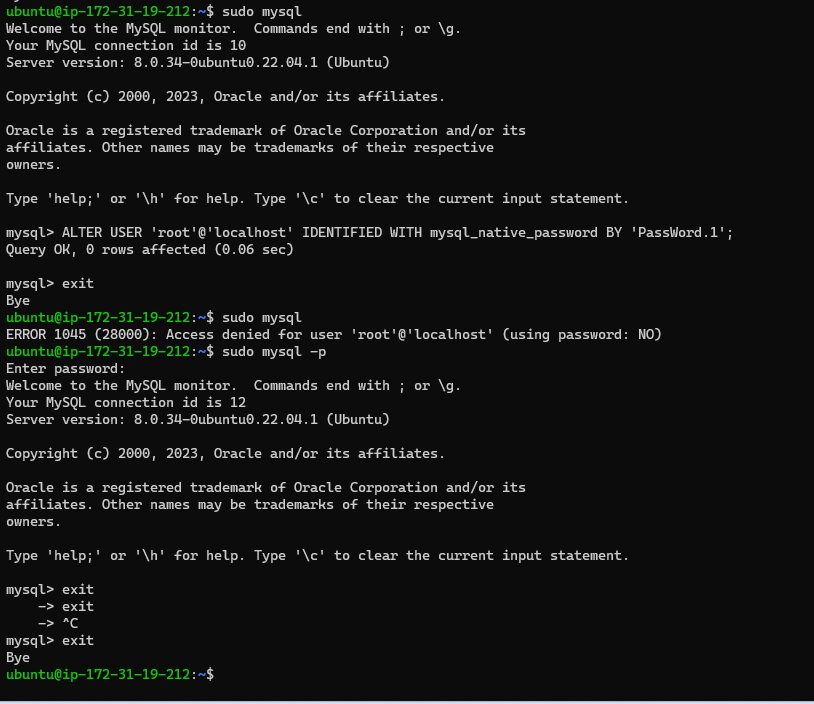 ubuntu@ip-172-31-19-212:~$ sudo mysql
Welcome to the MySQL monitor.  Commands end with ; or \g.
Your MySQL connection id is 10
Server version: 8.0.34-0ubuntu0.22.04.1 (Ubuntu)

Copyright (c) 2000, 2023, Oracle and/or its affiliates.

Oracle is a registered trademark of Oracle Corporation and/or its
affiliates. Other names may be trademarks of their respective
owners.

Type 'help;' or '\h' for help. Type '\c' to clear the current input statement.

mysql> ALTER USER 'root'@'localhost' IDENTIFIED WITH mysql_native_password BY 'PassWord.1';
Query OK, 0 rows affected (0.06 sec)

mysql> exit
Bye
ubuntu@ip-172-31-19-212:~$ sudo mysql
ERROR 1045 (28000): Access denied for user 'root'@'localhost' (using password: NO)
ubuntu@ip-172-31-19-212:~$ sudo mysql -p
Enter password:
Welcome to the MySQL monitor.  Commands end with ; or \g.
Your MySQL connection id is 12
Server version: 8.0.34-0ubuntu0.22.04.1 (Ubuntu)

Copyright (c) 2000, 2023, Oracle and/or its affiliates.

Oracle is a registered trademark of Oracle Corporation and/or its
affiliates. Other names may be trademarks of their respective
owners.

Type 'help;' or '\h' for help. Type '\c' to clear the current input statement.

mysql> exit
    -> exit
    -> ^C
mysql> exit
Bye
ubuntu@ip-172-31-19-212:~$